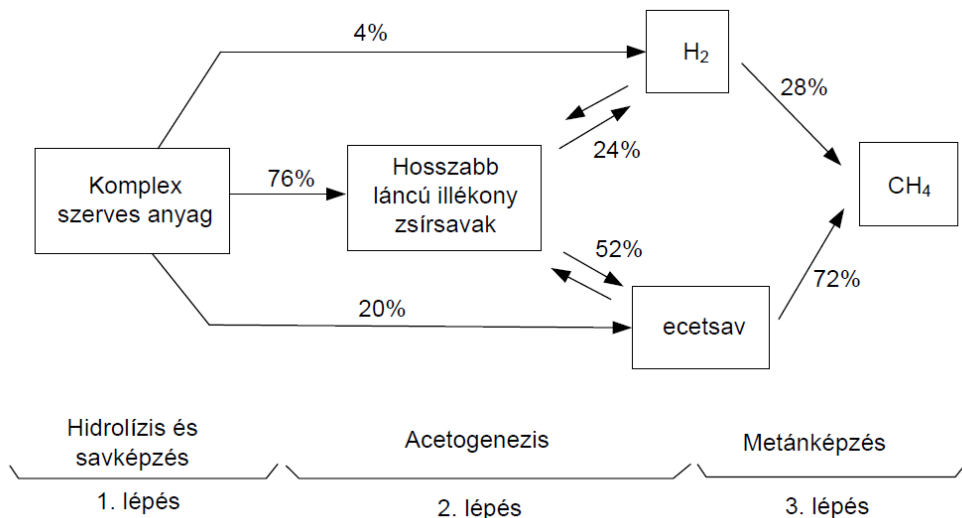 4%
H₂
28%
24%
Komplex
szerves anyag
76%
Hosszabb
láncú illékony
zsírsavak
CH₄
52%
72%
20%
ecetsav
Hidrolízis és
savképzés
Acetogenezis
Metánképzés
1. lépés
2. lépés
3. lépés